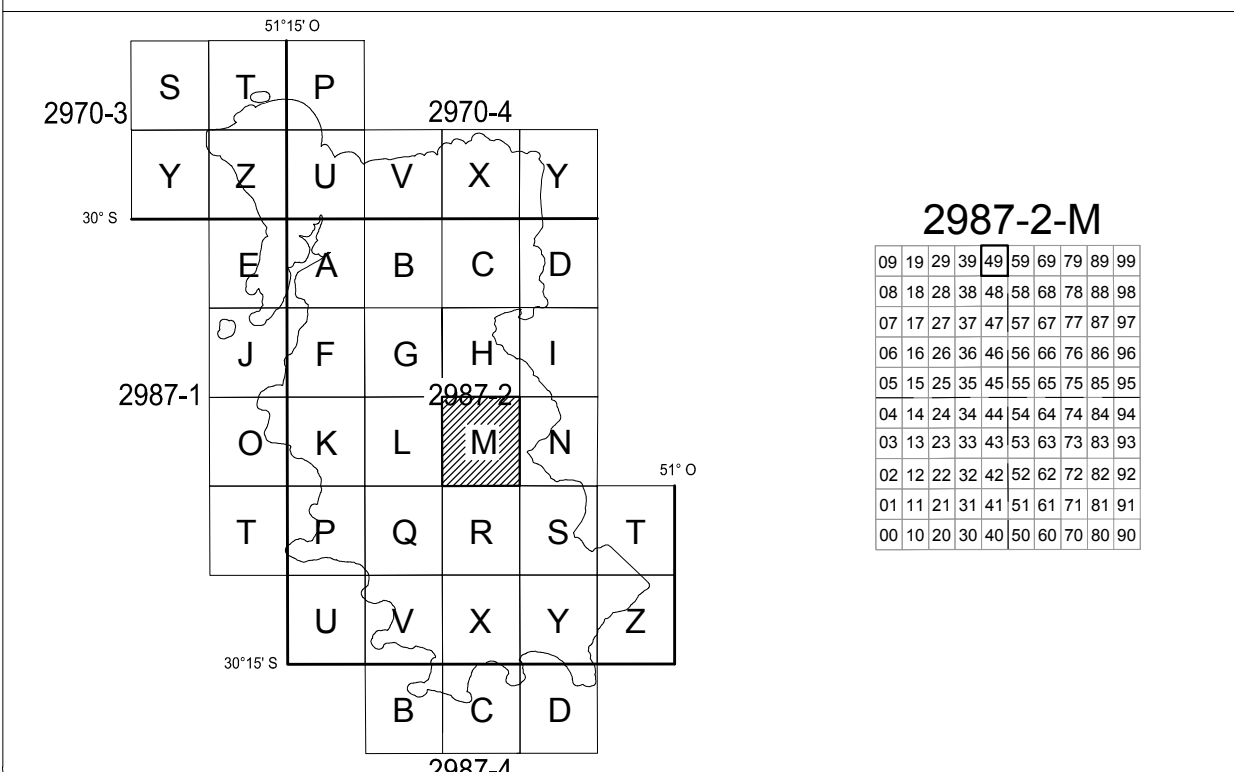 51°15' O
S T P
2970-3 2970-4
Y Z U V X Y
30° S
E A B C D
J F G H I
2987-1 2987-2
O K L M N
51° O
T P Q R S T
U V X Y Z
30°15' S
B C D
2987-4
2987-2-M
09 19 29 39 49 59 69 79 89 99
08 18 28 38 48 58 68 78 88 98
07 17 27 37 47 57 67 77 87 97
06 16 26 36 46 56 66 76 86 96
05 15 25 35 45 55 65 75 85 95
04 14 24 34 44 54 64 74 84 94
03 13 23 33 43 53 63 73 83 93
02 12 22 32 42 52 62 72 82 92
01 11 21 31 41 51 61 71 81 91
00 10 20 30 40 50 60 70 80 90